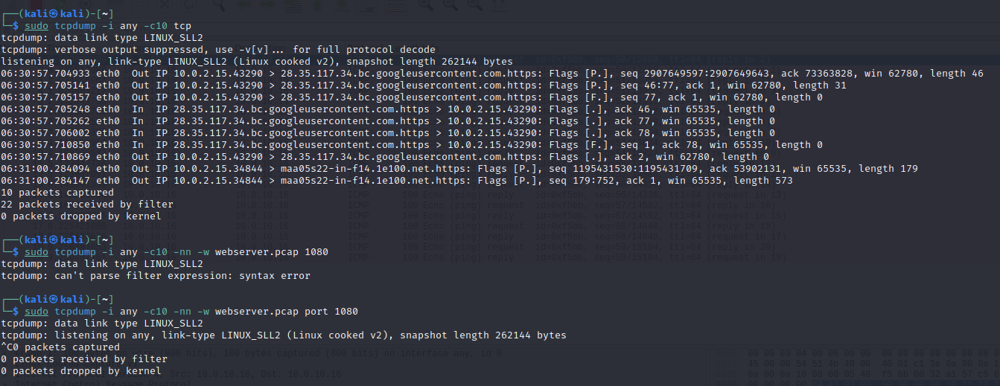 ┌──(kali㉿kali)-[~]
└─$ sudo tcpdump -i any -c10 tcp
tcpdump: data link type LINUX_SLL2
tcpdump: verbose output suppressed, use -v[v]... for full protocol decode
listening on any, link-type LINUX_SLL2 (Linux cooked v2), snapshot length 262144 bytes
06:30:57.704933 eth0  Out IP 10.0.2.15.43290 > 28.35.117.34.bc.googleusercontent.com.https: Flags [P.], seq 2907649597:2907649643, ack 73363828, win 62780, length 46
06:30:57.705141 eth0  Out IP 10.0.2.15.43290 > 28.35.117.34.bc.googleusercontent.com.https: Flags [P.], seq 46:77, ack 1, win 62780, length 31
06:30:57.705157 eth0  Out IP 10.0.2.15.43290 > 28.35.117.34.bc.googleusercontent.com.https: Flags [F.], seq 77, ack 1, win 62780, length 0
06:30:57.705248 eth0  In  IP 28.35.117.34.bc.googleusercontent.com.https > 10.0.2.15.43290: Flags [.], ack 46, win 65535, length 0
06:30:57.705262 eth0  In  IP 28.35.117.34.bc.googleusercontent.com.https > 10.0.2.15.43290: Flags [.], ack 77, win 65535, length 0
06:30:57.706002 eth0  In  IP 28.35.117.34.bc.googleusercontent.com.https > 10.0.2.15.43290: Flags [.], ack 78, win 65535, length 0
06:30:57.710850 eth0  In  IP 28.35.117.34.bc.googleusercontent.com.https > 10.0.2.15.43290: Flags [F.], seq 1, ack 78, win 65535, length 0
06:30:57.710869 eth0  Out IP 10.0.2.15.43290 > 28.35.117.34.bc.googleusercontent.com.https: Flags [.], ack 2, win 62780, length 0
06:31:00.284094 eth0  Out IP 10.0.2.15.34844 > maa05s22-in-f14.1e100.net.https: Flags [P.], seq 1195431530:1195431709, ack 53902131, win 65535, length 179
06:31:00.284147 eth0  Out IP 10.0.2.15.34844 > maa05s22-in-f14.1e100.net.https: Flags [P.], seq 179:752, ack 1, win 65535, length 573
10 packets captured
22 packets received by filter
0 packets dropped by kernel
┌──(kali㉿kali)-[~]
└─$ sudo tcpdump -i any -c10 -nn -w webserver.pcap 1080
tcpdump: data link type LINUX_SLL2
tcpdump: can't parse filter expression: syntax error
┌──(kali㉿kali)-[~]
└─$ sudo tcpdump -i any -c10 -nn -w webserver.pcap port 1080
tcpdump: data link type LINUX_SLL2
tcpdump: listening on any, link-type LINUX_SLL2 (Linux cooked v2), snapshot length 262144 bytes
^C0 packets captured
0 packets received by filter
0 packets dropped by kernel